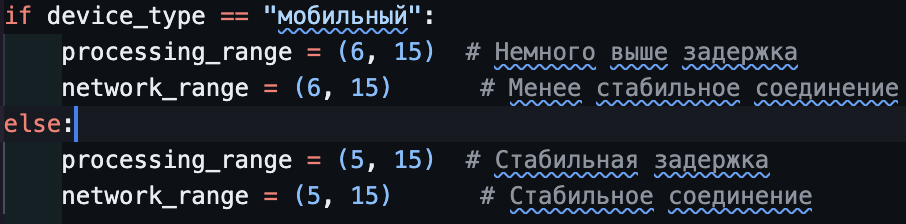 if device_type == "мобильный":
    processing_range = (6, 15)  # Немного выше задержка
    network_range = (6, 15)      # Менее стабильное соединение
else:
    processing_range = (5, 15)  # Стабильная задержка
    network_range = (5, 15)      # Стабильное соединение